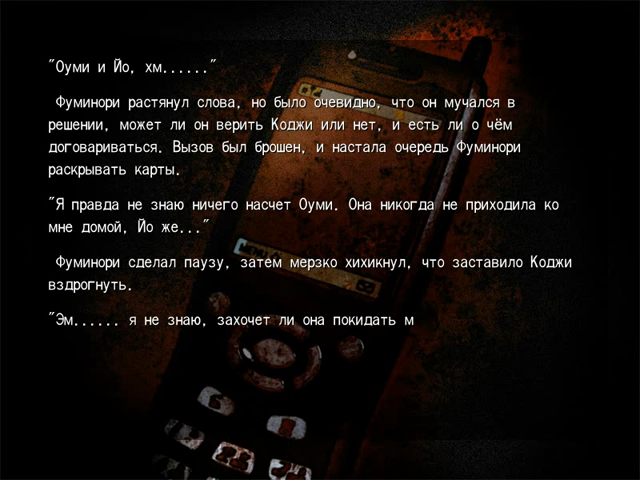 "Оуми и Йо, хм......"
Фуминори растянул слова, но было очевидно, что он мучался в
решении, может ли он верить Коджи или нет, и есть ли о чём
договариваться. Вызов был брошен, и настала очередь Фуминори
раскрывать карты.
"Я правда не знаю ничего насчет Оуми. Она никогда не приходила ко
мне домой, Йо же..."
Фуминори сделал паузу, затем мерзко хихикнул, что заставило Коджи
вздрогнуть.
"Эм...... я не знаю, захочет ли она покидать м